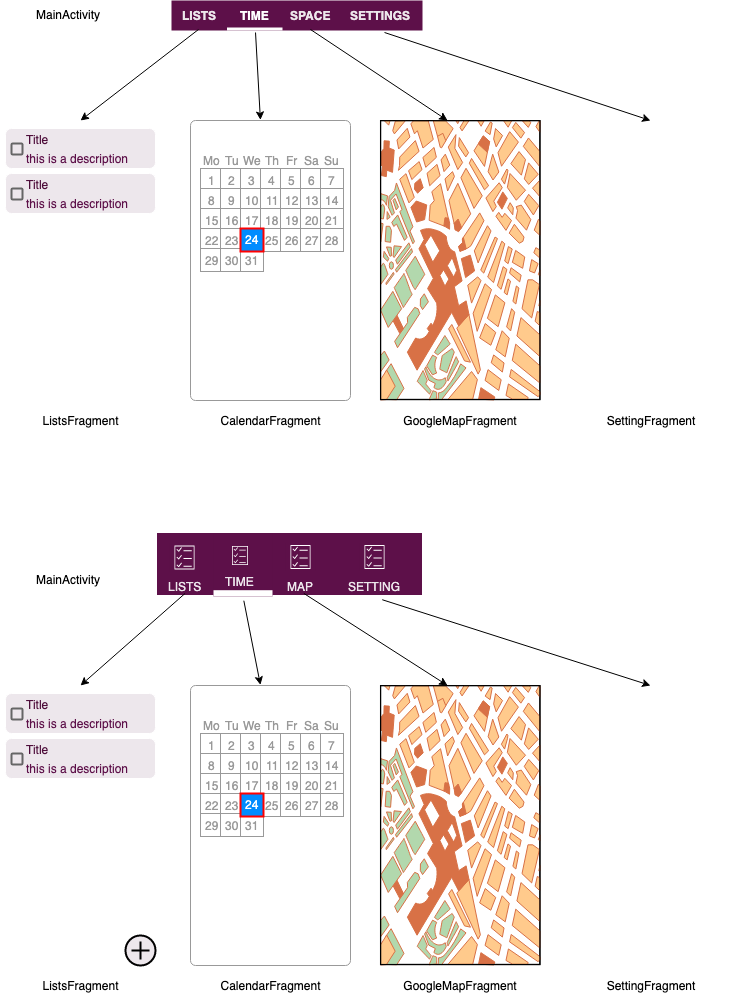 MainActivity
LISTS TIME SPACE SETTINGS
Title
this is a description
Title
this is a description
Mo Tu We Th Fr Sa Su
1 2 3 4 5 6 7
8 9 10 11 12 13 14
15 16 17 18 19 20 21
22 23 24 25 26 27 28
29 30 31
ListsFragment CalendarFragment GoogleMapFragment SettingFragment
MainActivity
LISTS TIME MAP SETTING
Title
this is a description
Title
this is a description
Mo Tu We Th Fr Sa Su
1 2 3 4 5 6 7
8 9 10 11 12 13 14
15 16 17 18 19 20 21
22 23 24 25 26 27 28
29 30 31
ListsFragment CalendarFragment GoogleMapFragment SettingFragment